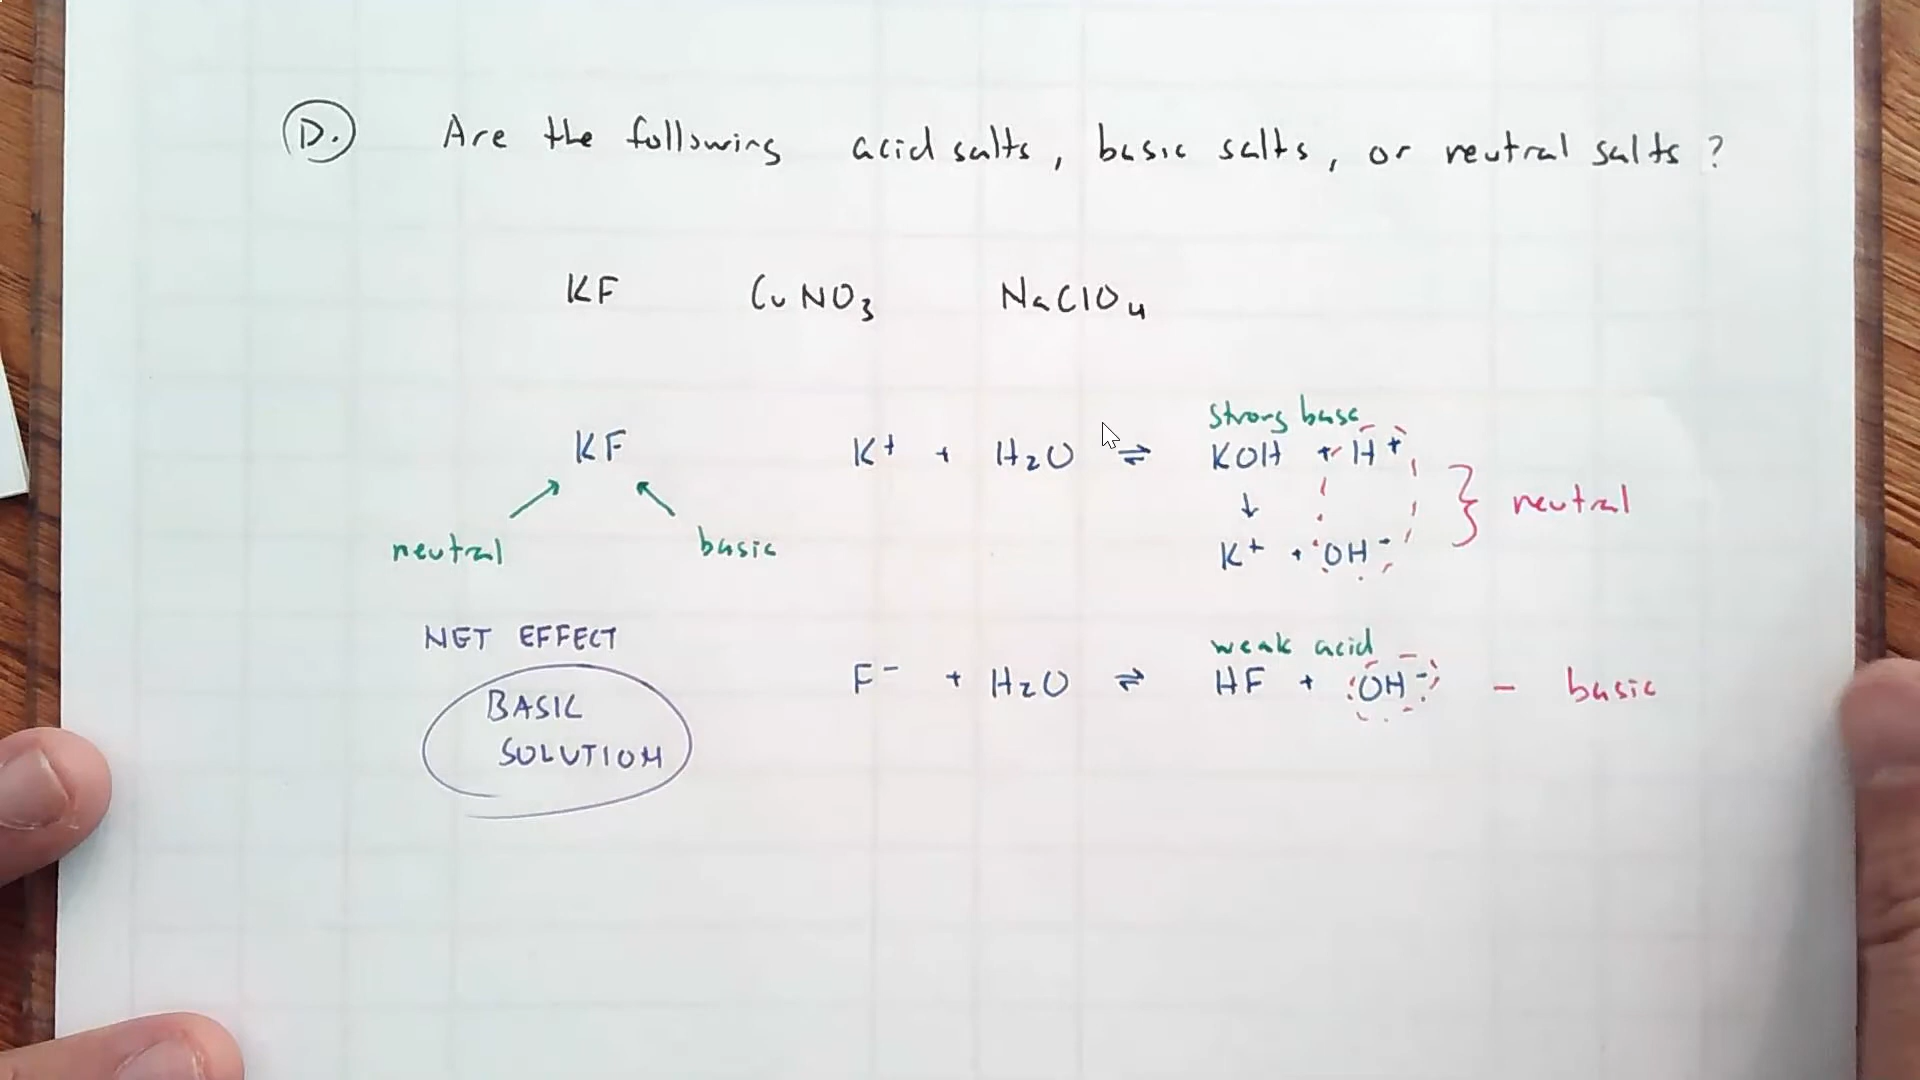 D. Are the following acid salts, basic salts, or neutral salts?
KF CuNO₃ NaClO₄
strong base
KF K⁺ + H₂O ⇌ KOH + H⁺
↓ } neutral
neutral basic K⁺ + OH⁻
NET EFFECT weak acid
F⁻ + H₂O ⇌ HF + OH⁻ – basic
BASIC
SOLUTION